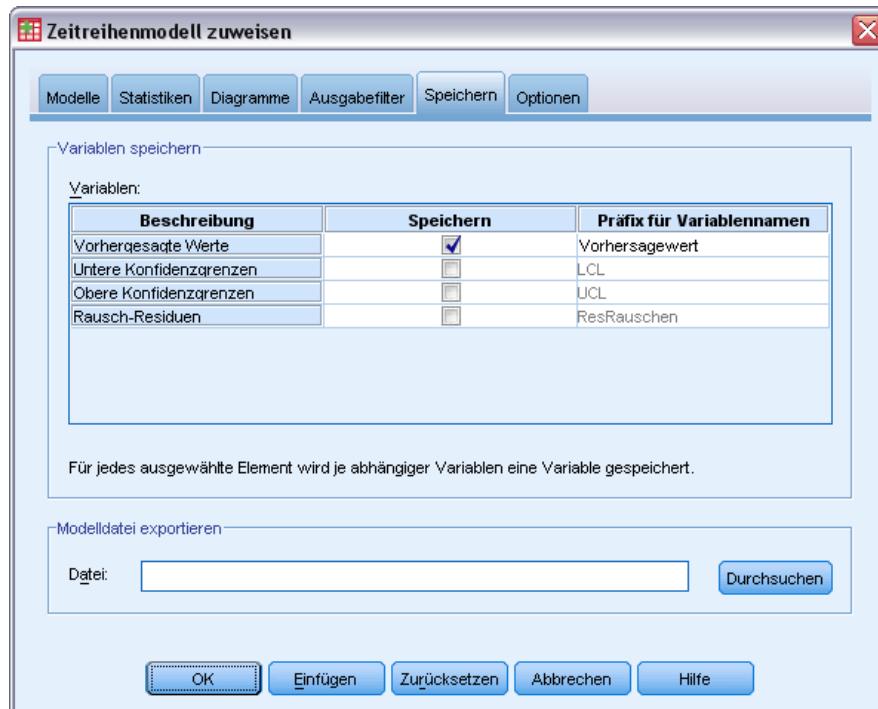 Zeitreihenmodell zuweisen
Modelle Statistiken Diagramme Ausgabefilter Speichern Optionen
Variablen speichern
Variablen:
Beschreibung Speichern Präfix für Variablennamen
Vorhergesagte Werte Vorhersagewert
Untere Konfidenzgrenzen LCL
Obere Konfidenzgrenzen UCL
Rausch-Residuen ResRauschen
Für jedes ausgewählte Element wird je abhängiger Variablen eine Variable gespeichert.
Modelldatei exportieren
Datei: Durchsuchen
OK Einfügen Zurücksetzen Abbrechen Hilfe